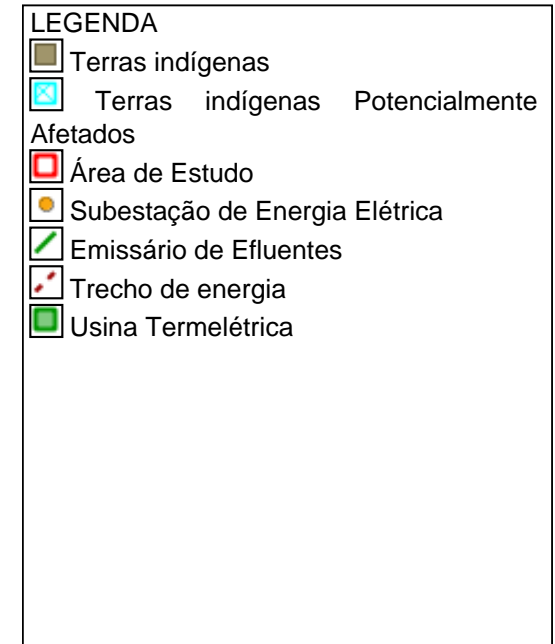 LEGENDA
Terras indígenas
Terras indígenas Potencialmente
Afetados
Área de Estudo
Subestação de Energia Elétrica
Emissário de Efluentes
Trecho de energia
Usina Termelétrica